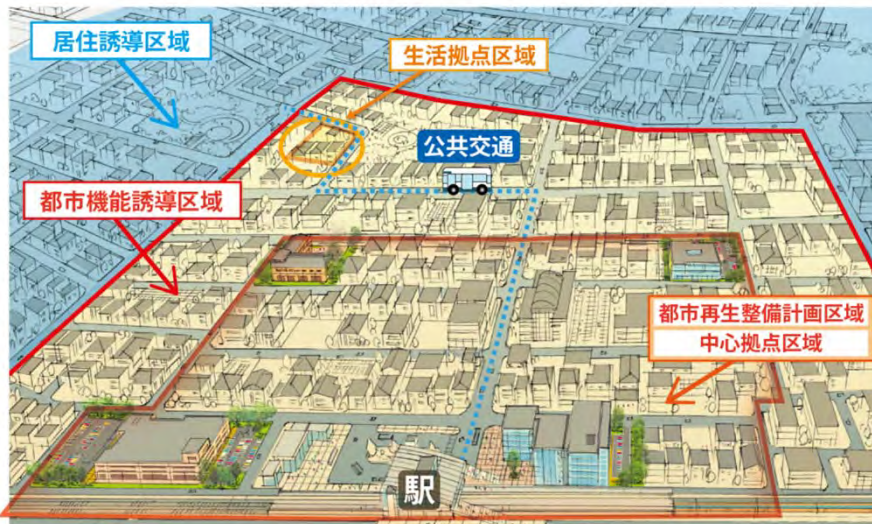 居住誘導区域
生活拠点区域
公共交通
都市機能誘導区域
都市再生整備計画区域
中心拠点区域
駅